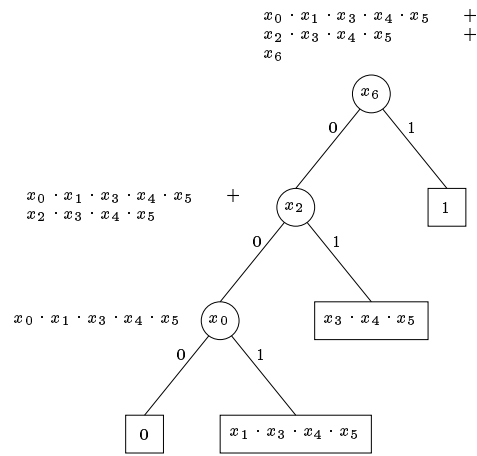 x₀ · x₁ · x₃ · x₄ · x₅ +
x₂ · x₃ · x₄ · x₅ +
x₆
x₆
0 1
x₀ · x₁ · x₃ · x₄ · x₅ +
x₂ · x₃ · x₄ · x₅
x₂
1
0 1
x₀ · x₁ · x₃ · x₄ · x₅
x₀
x₃ · x₄ · x₅
0 1
0
x₁ · x₃ · x₄ · x₅